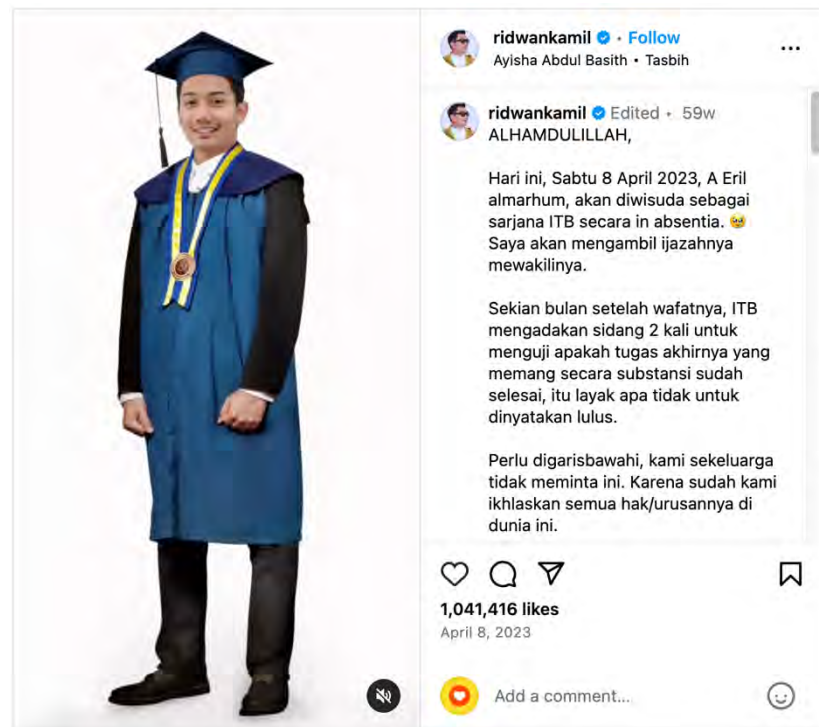 ridwankamil • Follow
Ayisha Abdul Basith • Tasbih
ridwankamil Edited • 59w
ALHAMDULILLAH,
Hari ini, Sabtu 8 April 2023, A Eril
almarhum, akan diwisuda sebagai
sarjana ITB secara in absentia. 🥹
Saya akan mengambil ijazahnya
mewakilinya.
Sekian bulan setelah wafatnya, ITB
mengadakan sidang 2 kali untuk
menguji apakah tugas akhirnya yang
memang secara substansi sudah
selesai, itu layak apa tidak untuk
dinyatakan lulus.
Perlu digarisbawahi, kami sekeluarga
tidak meminta ini. Karena sudah kami
ikhlaskan semua hak/urusannya di
dunia ini.
1,041,416 likes
April 8, 2023
Add a comment...